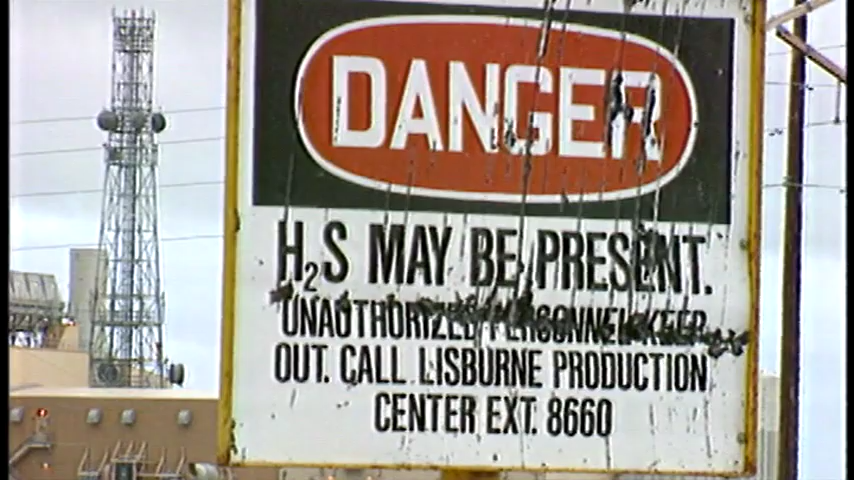 DANGER
H₂S MAY BE PRESENT.
UNAUTHORIZED PERSONNEL KEEP
OUT. CALL LISBURNE PRODUCTION
CENTER EXT. 8660